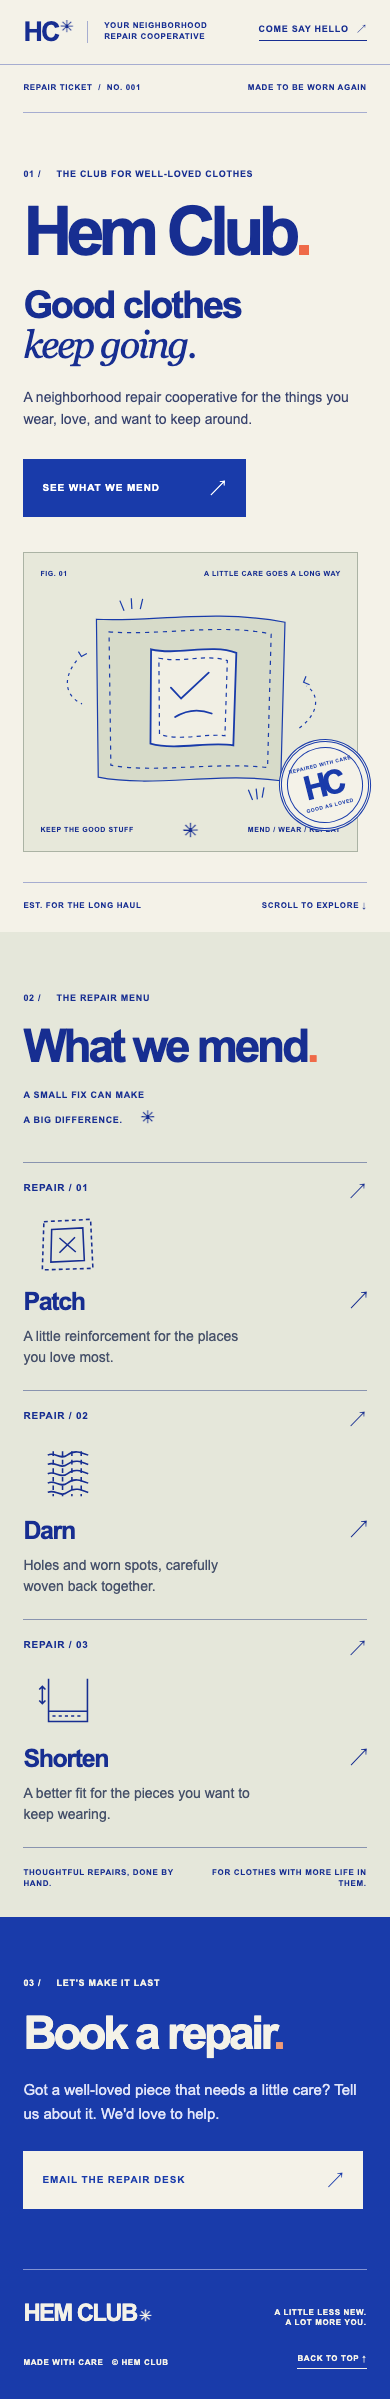 HC
YOUR NEIGHBORHOOD
REPAIR COOPERATIVE
COME SAY HELLO ↗
REPAIR TICKET / NO. 001
MADE TO BE WORN AGAIN
01 / THE CLUB FOR WELL-LOVED CLOTHES
Hem Club.
Good clothes
keep going.
A neighborhood repair cooperative for the things you
wear, love, and want to keep around.
SEE WHAT WE MEND ↗
FIG. 01
A LITTLE CARE GOES A LONG WAY
REPAIRED WITH CARE
HC
GOOD AS LOVED
KEEP THE GOOD STUFF
MEND / WEAR /
EST. FOR THE LONG HAUL
SCROLL TO EXPLORE ↓
02 / THE REPAIR MENU
What we mend.
A SMALL FIX CAN MAKE
A BIG DIFFERENCE.
REPAIR / 01 ↗
Patch ↗
A little reinforcement for the places
you love most.
REPAIR / 02 ↗
Darn ↗
Holes and worn spots, carefully
woven back together.
REPAIR / 03 ↗
Shorten ↗
A better fit for the pieces you want to
keep wearing.
THOUGHTFUL REPAIRS, DONE BY
HAND.
FOR CLOTHES WITH MORE LIFE IN
THEM.
03 / LET'S MAKE IT LAST
Book a repair.
Got a well-loved piece that needs a little care? Tell
us about it. We'd love to help.
EMAIL THE REPAIR DESK ↗
HEM CLUB
A LITTLE LESS NEW.
A LOT MORE YOU.
MADE WITH CARE © HEM CLUB
BACK TO TOP ↑